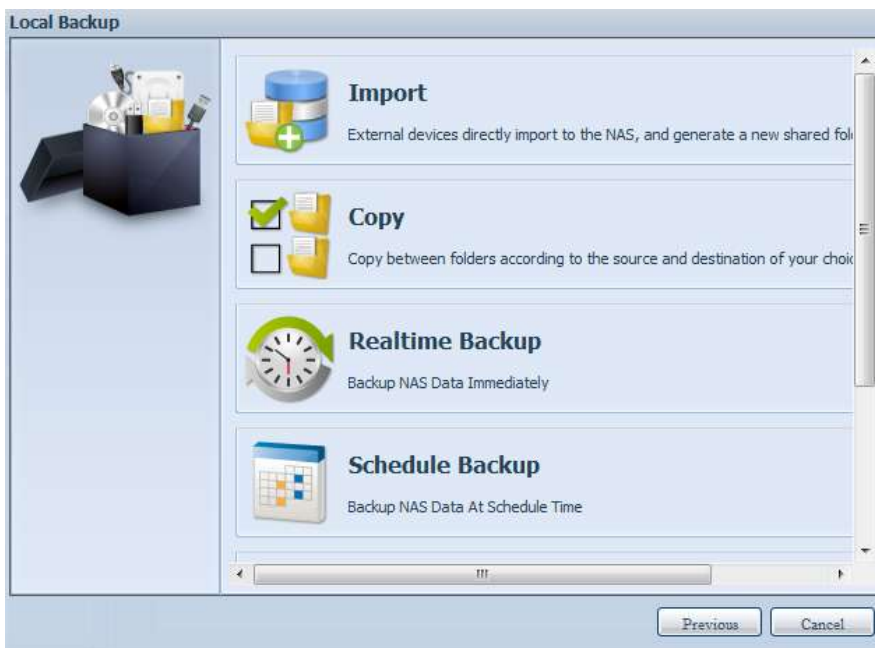 Local Backup
Import
External devices directly import to the NAS, and generate a new shared
Copy
Copy between folders according to the source and destination of your
Realtime Backup
Backup NAS Data Immediately
Schedule Backup
Backup NAS Data At Schedule Time
Previous
Cancel